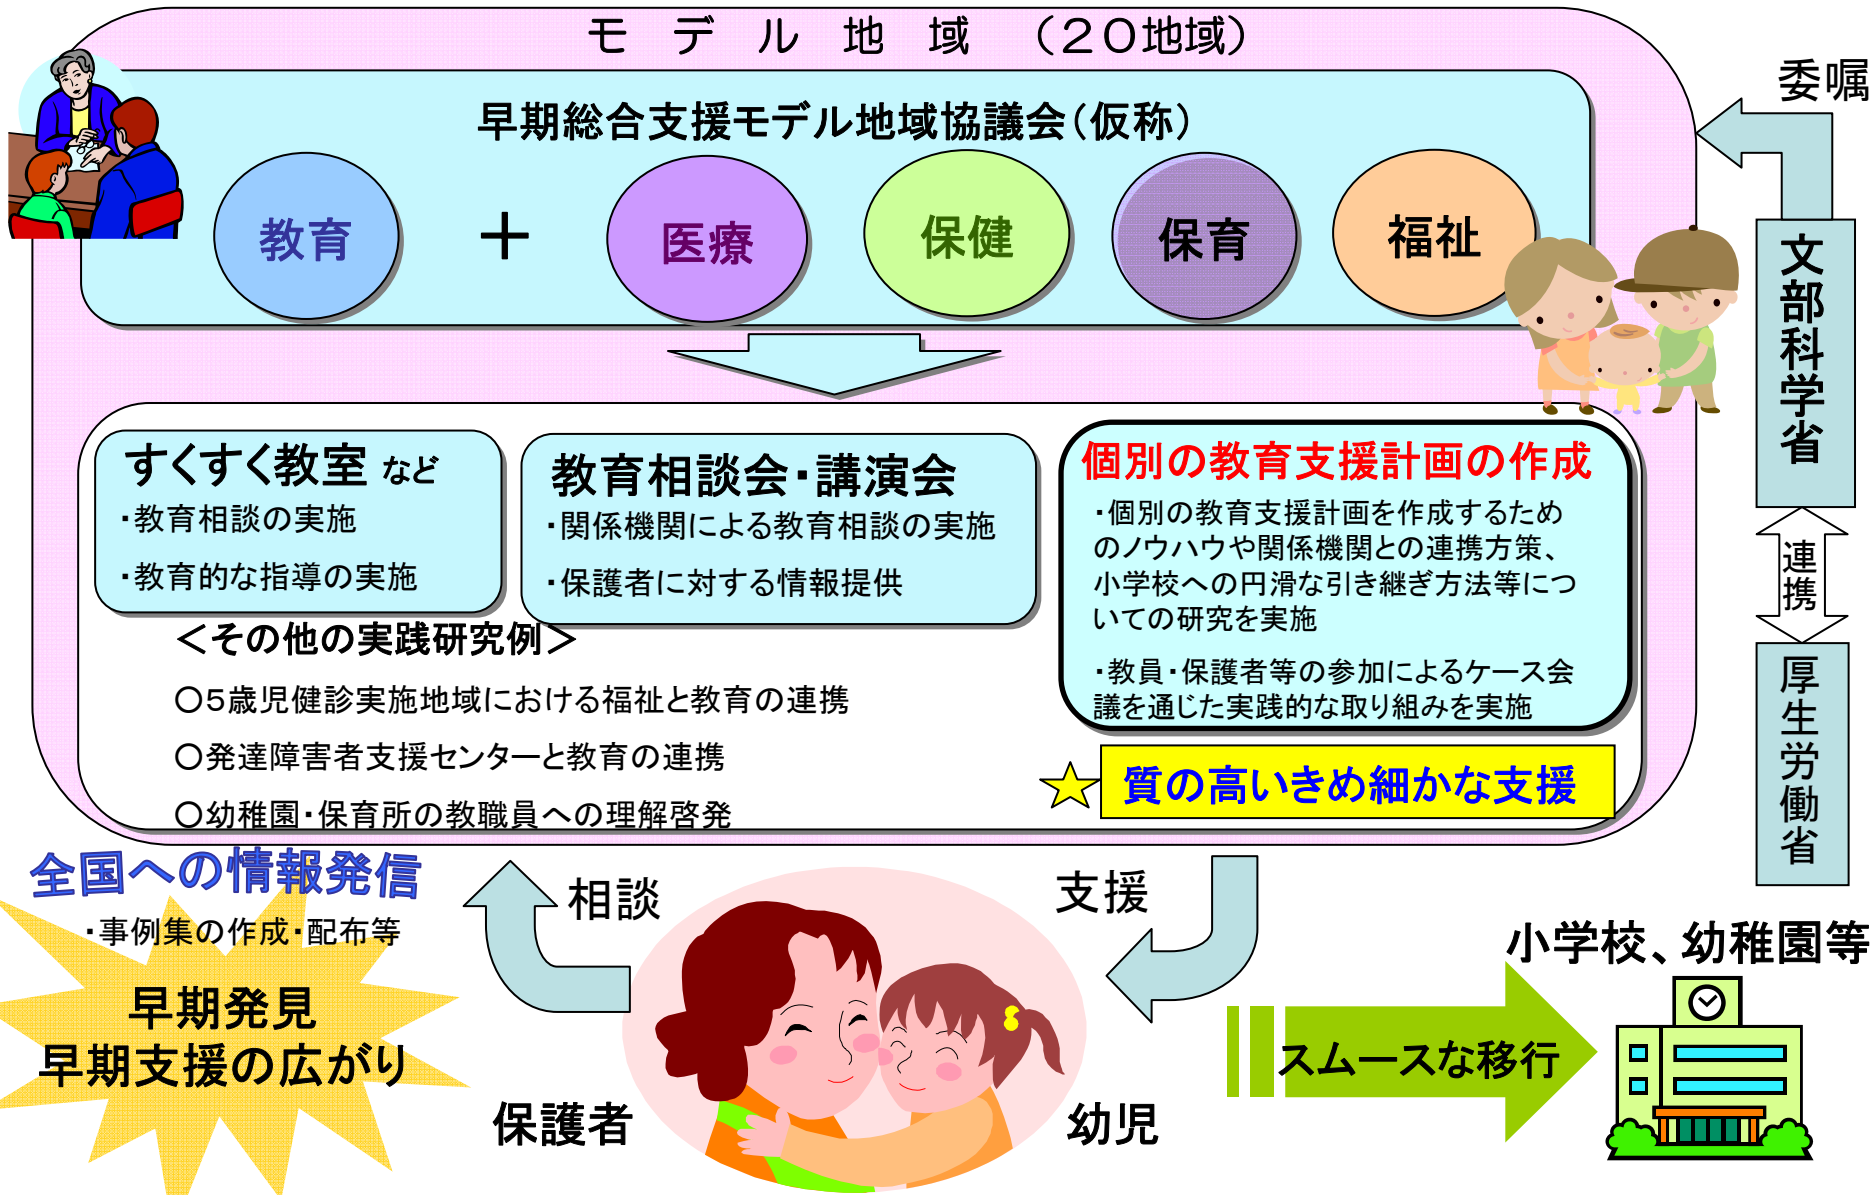 モデル地域　（２０地域）
委嘱
早期総合支援モデル地域協議会（仮称）
教育
＋
医療
保健
保育
福祉
文部科学省
連携
厚生労働省
すくすく教室 など
・教育相談の実施
・教育的な指導の実施
教育相談会・講演会
・関係機関による教育相談の実施
・保護者に対する情報提供
個別の教育支援計画の作成
・個別の教育支援計画を作成するため
のノウハウや関係機関との連携方策、
小学校への円滑な引き継ぎ方法等につ
いての研究を実施
・教員・保護者等の参加によるケース会
議を通じた実践的な取り組みを実施
＜その他の実践研究例＞
〇５歳児健診実施地域における福祉と教育の連携
〇発達障害者支援センターと教育の連携
〇幼稚園・保育所の教職員への理解啓発
質の高いきめ細かな支援
全国への情報発信
・事例集の作成・配布等
早期発見
早期支援の広がり
相談
支援
保護者
幼児
スムースな移行
小学校、幼稚園等